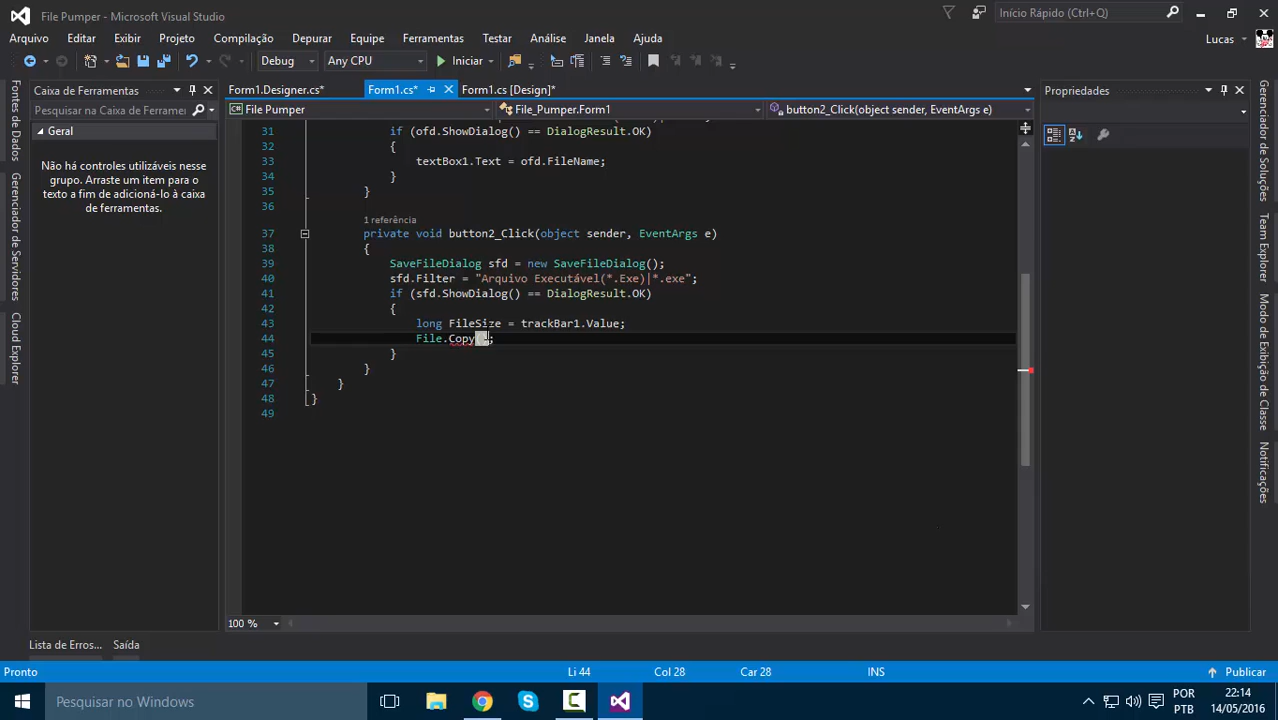 File Pumper - Microsoft Visual Studio
Início Rápido (Ctrl+Q)
Arquivo Editar Exibir Projeto Compilação Depurar Equipe Ferramentas Testar Análise Janela Ajuda
Lucas
Debug Any CPU Iniciar
Caixa de Ferramentas
Form1.Designer.cs* Form1.cs* Form1.cs [Design]*
Propriedades
Pesquisar na Caixa de Ferramer
File Pumper File_Pumper.Form1 button2_Click(object sender, EventArgs e)
Geral
Não há controles utilizáveis nesse
grupo. Arraste um item para o
texto a fim de adicioná-lo à caixa
de ferramentas.
Fontes de Dados
Gerenciador de Servidores
Cloud Explorer
31 if (ofd.ShowDialog() == DialogResult.OK)
32 {
33 textBox1.Text = ofd.FileName;
34 }
35 }
36
1 referência
37 private void button2_Click(object sender, EventArgs e)
38 {
39 SaveFileDialog sfd = new SaveFileDialog();
40 sfd.Filter = "Arquivo Executável(*.Exe)|*.exe";
41 if (sfd.ShowDialog() == DialogResult.OK)
42 {
43 long FileSize = trackBar1.Value;
44 File.Copy();
45 }
46 }
47 }
48 }
49
Gerenciador de Soluções
Team Explorer
Notificações
100 %
Lista de Erros... Saída
Pronto Li 44 Col 28 Car 28 INS Publicar
Pesquisar no Windows
POR
PTB
22:14
14/05/2016